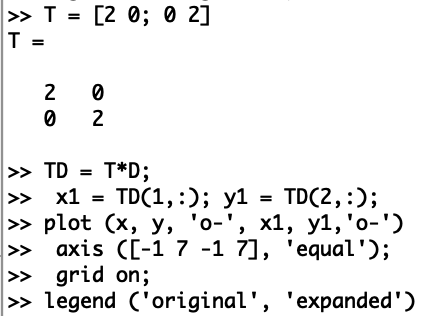 >> T = [2 0; 0 2]
T =
2 0
0 2
>> TD = T*D;
>> x1 = TD(1,:); y1 = TD(2,:);
>> plot (x, y, 'o-', x1, y1,'o-')
>> axis ([-1 7 -1 7], 'equal');
>> grid on;
>> legend ('original', 'expanded')